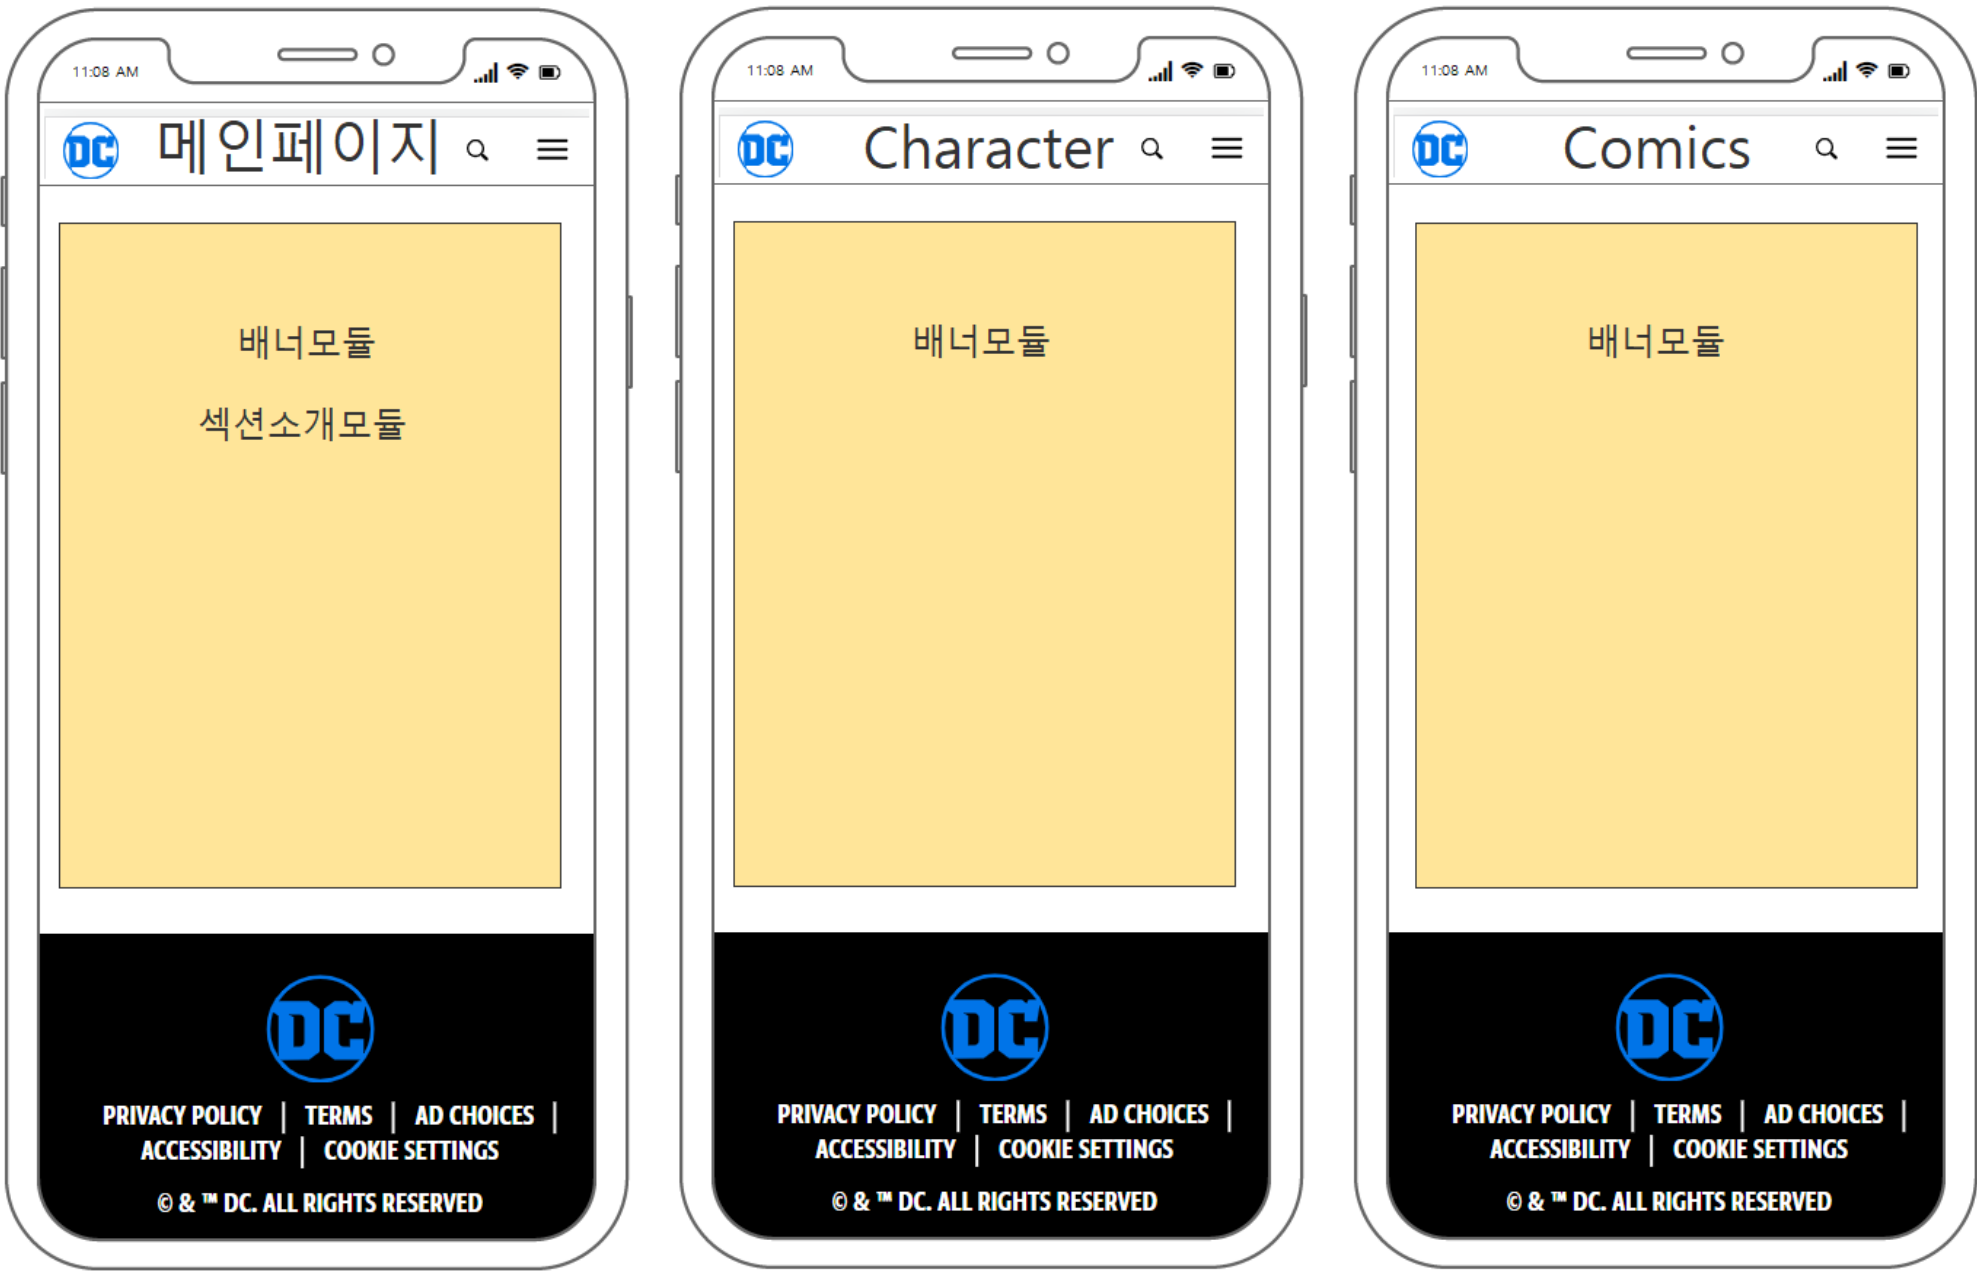 11:08 AM
DC 메인페이지
배너모듈
섹션소개모듈
DC
PRIVACY POLICY | TERMS | AD CHOICES |
ACCESSIBILITY | COOKIE SETTINGS
© & ™ DC. ALL RIGHTS RESERVED
11:08 AM
DC Character
배너모듈
DC
PRIVACY POLICY | TERMS | AD CHOICES |
ACCESSIBILITY | COOKIE SETTINGS
© & ™ DC. ALL RIGHTS RESERVED
11:08 AM
DC Comics
배너모듈
DC
PRIVACY POLICY | TERMS | AD CHOICES |
ACCESSIBILITY | COOKIE SETTINGS
© & ™ DC. ALL RIGHTS RESERVED